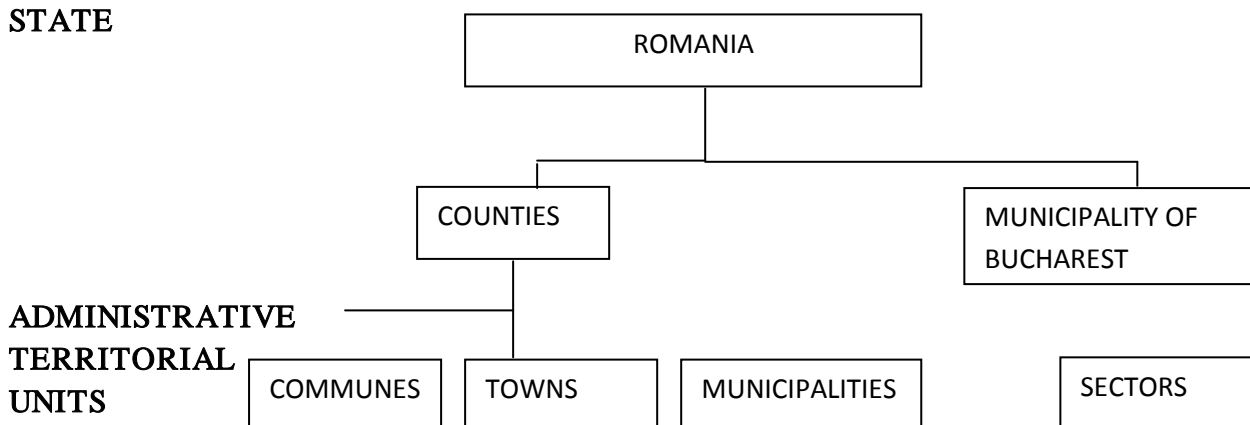 STATE
ROMANIA
COUNTIES
MUNICIPALITY OF
BUCHAREST
ADMINISTRATIVE
TERRITORIAL
UNITS
COMMUNES
TOWNS
MUNICIPALITIES
SECTORS